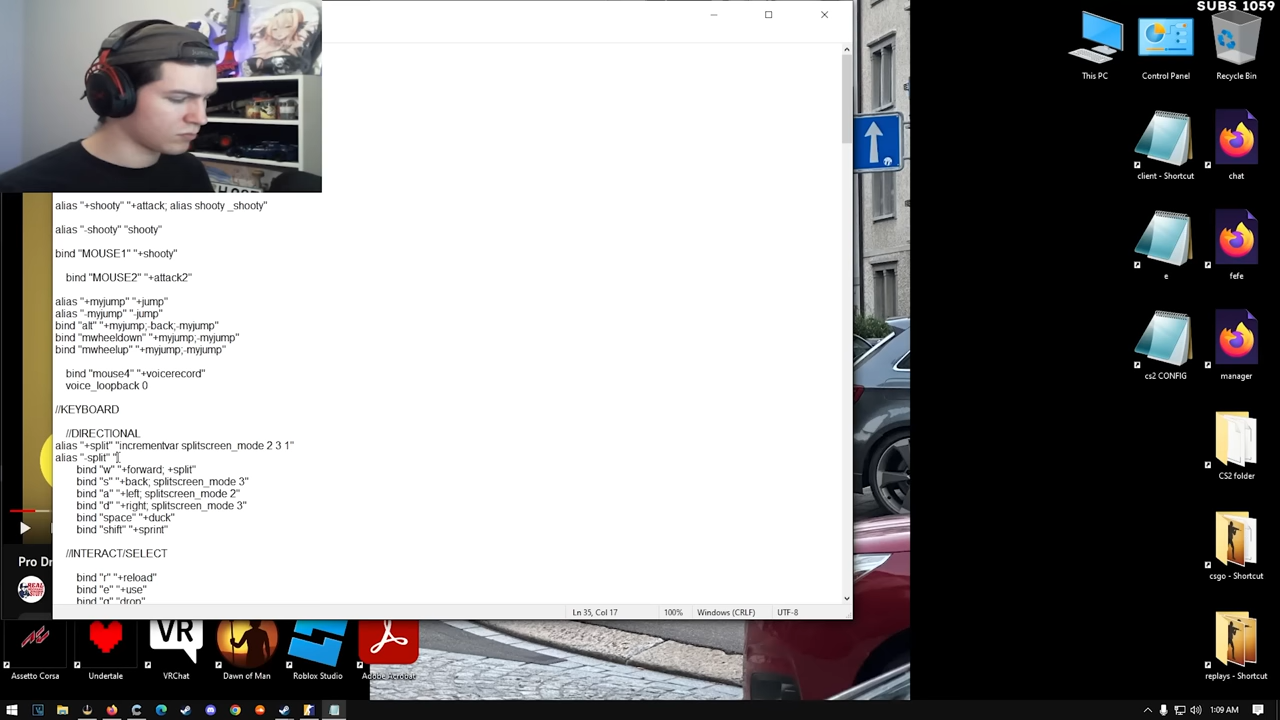 SUBS 1059
This PC
Control Panel
Recycle Bin
client - Shortcut
chat
e
fefe
cs2 CONFIG
manager
CS2 folder
csgo - Shortcut
replays - Shortcut
alias "+shooty" "+attack; alias shooty _shooty"
alias "-shooty" "shooty"
bind "MOUSE1" "+shooty"
bind "MOUSE2" "+attack2"
alias "+myjump" "+jump"
alias "-myjump" "-jump"
bind "alt" "+myjump;-back;-myjump"
bind "mwheeldown" "+myjump;-myjump"
bind "mwheelup" "+myjump;-myjump"
bind "mouse4" "+voicerecord"
voice_loopback 0
//KEYBOARD
//DIRECTIONAL
alias "+split" "incrementvar splitscreen_mode 2 3 1"
alias "-split" "
bind "w" "+forward; +split"
bind "s" "+back; splitscreen_mode 3"
bind "a" "+left; splitscreen_mode 2"
bind "d" "+right; splitscreen_mode 3"
bind "space" "+duck"
bind "shift" "+sprint"
//INTERACT/SELECT
bind "r" "+reload"
bind "e" "+use"
Ln 35, Col 17
100%
Windows (CRLF)
UTF-8
Pro Dr
VR
Assetto Corsa
Undertale
VRChat
Dawn of Man
Roblox Studio
Adobe Acrobat
1:09 AM